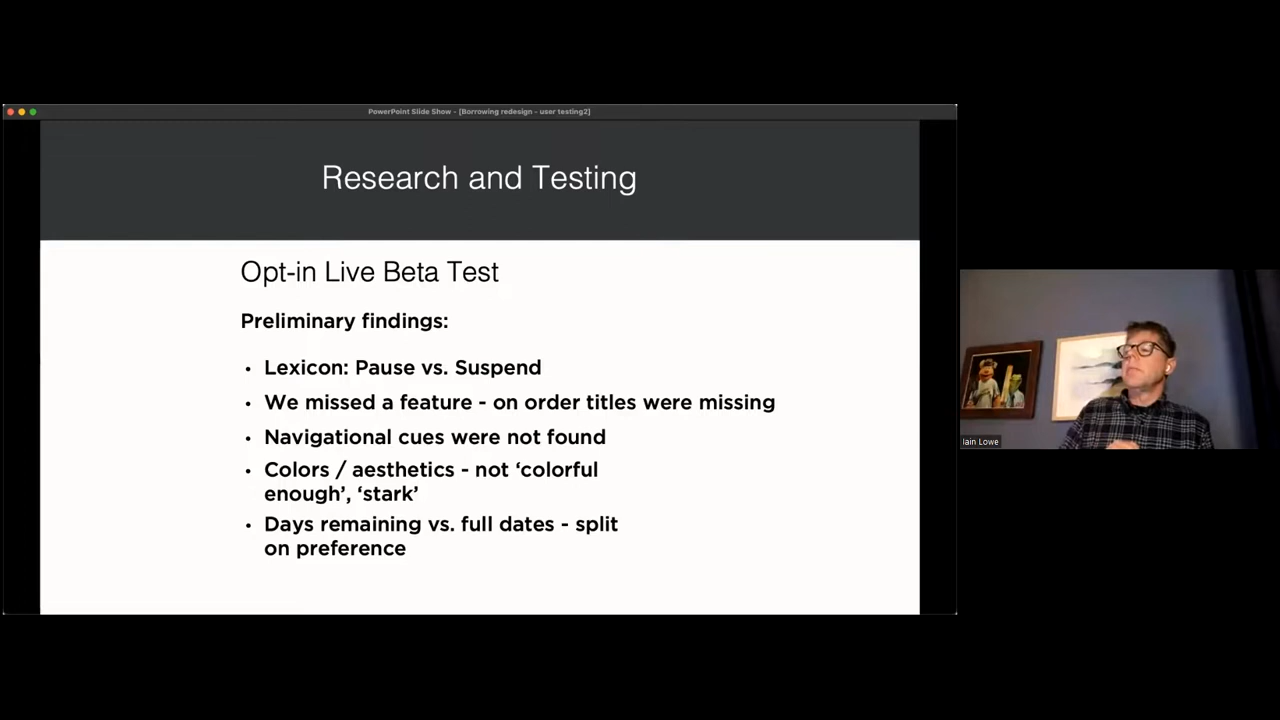 PowerPoint Slide Show - [Borrowing redesign - user testing2]
Research and Testing
Opt-in Live Beta Test
Preliminary findings:
• Lexicon: Pause vs. Suspend
• We missed a feature - on order titles were missing
• Navigational cues were not found
• Colors / aesthetics - not ‘colorful
enough’, ‘stark’
• Days remaining vs. full dates - split
on preference
Iain Lowe